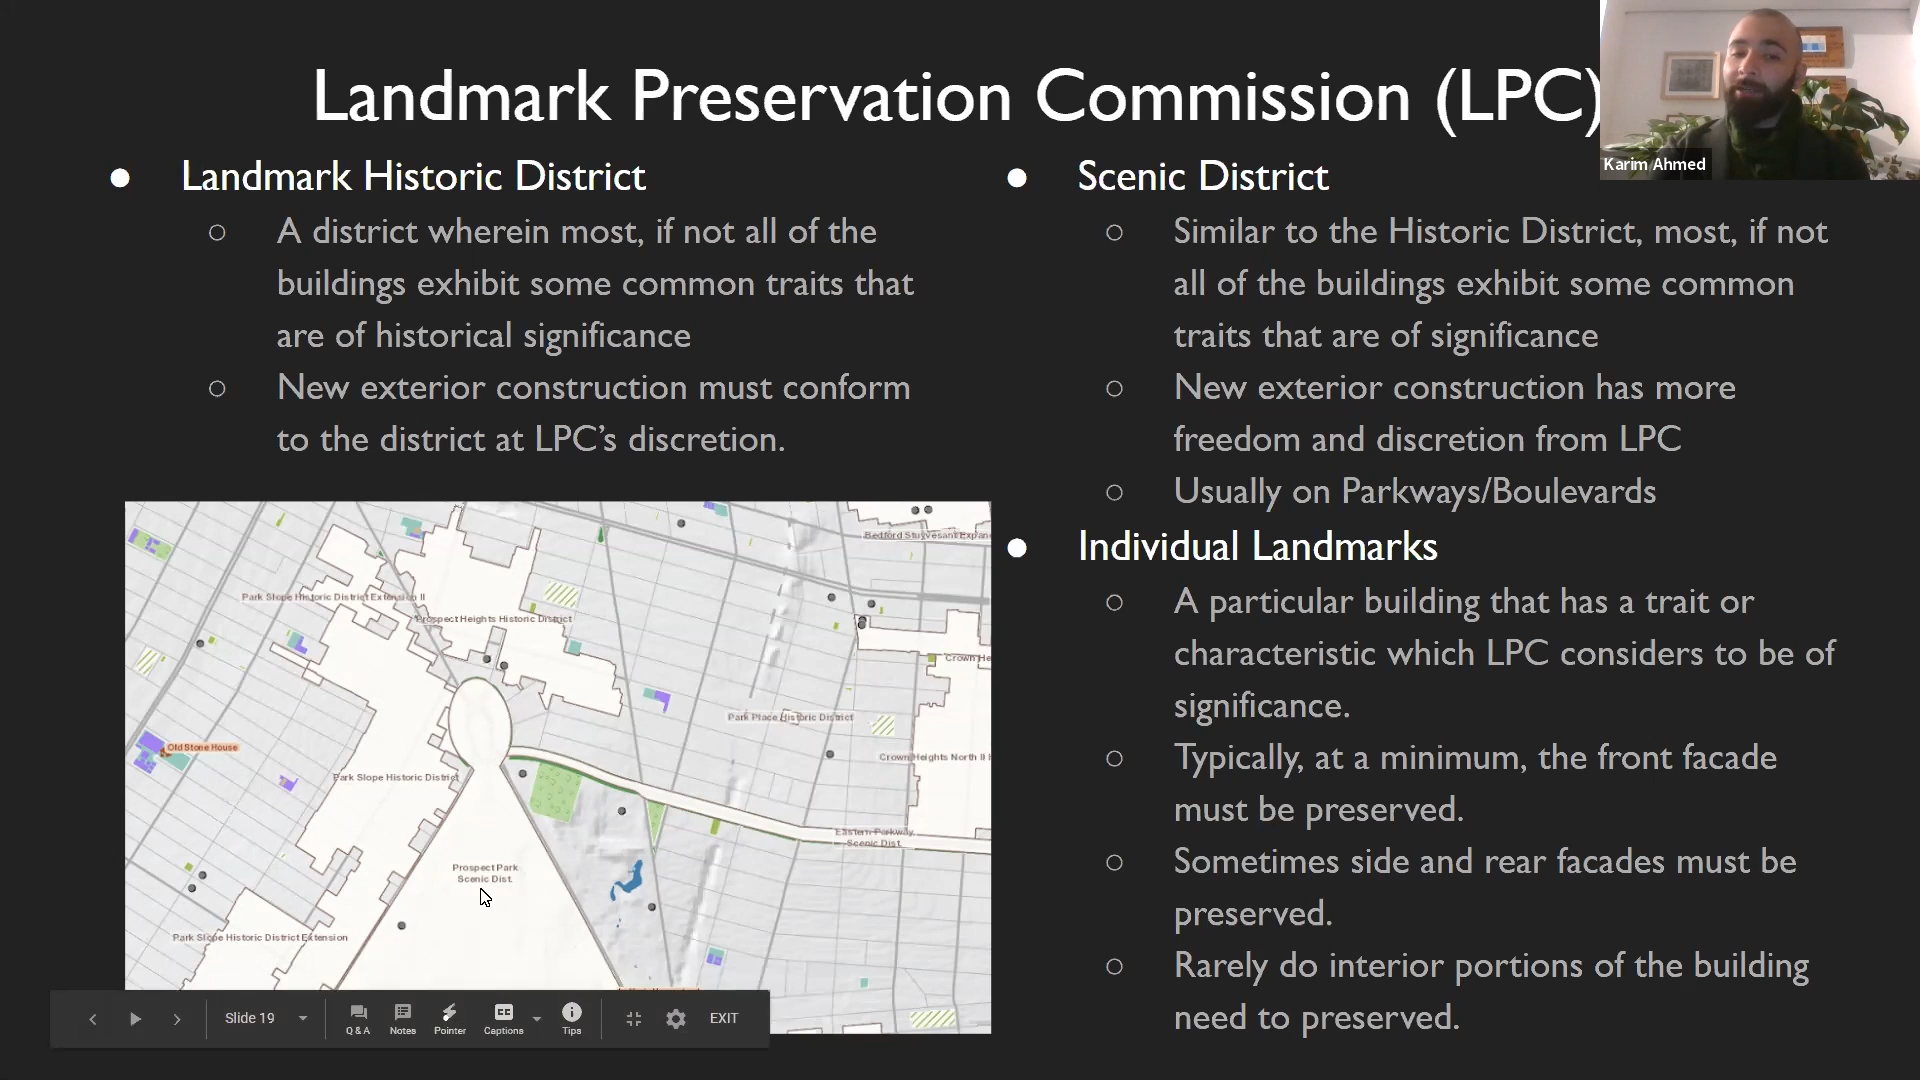 Landmark Preservation Commission (LPC)
Karim Ahmed
Landmark Historic District
A district wherein most, if not all of the
buildings exhibit some common traits that
are of historical significance
New exterior construction must conform
to the district at LPC's discretion.
Scenic District
Similar to the Historic District, most, if not
all of the buildings exhibit some common
traits that are of significance
New exterior construction has more
freedom and discretion from LPC
Usually on Parkways/Boulevards
Individual Landmarks
A particular building that has a trait or
characteristic which LPC considers to be of
significance.
Typically, at a minimum, the front facade
must be preserved.
Sometimes side and rear facades must be
preserved.
Rarely do interior portions of the building
need to preserved.
Bedford Stuyvesant Expan
Park Slope Historic District Extension II
Prospect Heights Historic District
Crown He
Park Place Historic District
Old Stone House
Crown Heights North II
Park Slope Historic District
Eastern Parkway
Scenic Dist.
Prospect Park
Scenic Dist.
Park Slope Historic District Extension
Slide 19
Q & A
Notes
Pointer
CC
Captions
Tips
EXIT